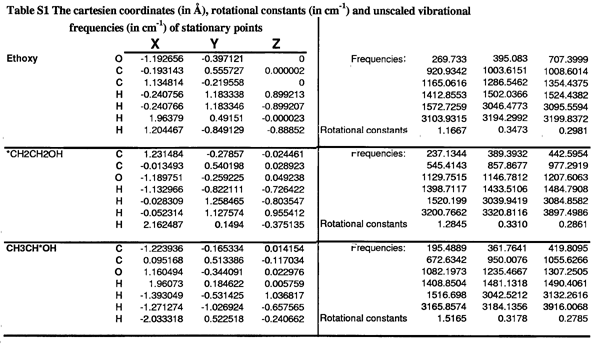 Table S1 The cartesien coordinates (in Å), rotational constants (in cm-1) and unscaled vibrational
frequencies (in cm-1) of stationary points
X Y Z
Ethoxy O -1.192656 -0.397121 0 Frequencies: 269.733 395.083 707.3999
C -0.193143 0.555727 0.000002 920.9342 1003.6151 1008.6014
C 1.134814 -0.219558 0 1165.0616 1286.5462 1354.4375
H -0.240756 1.183338 0.899213 1412.8553 1502.0366 1524.4382
H -0.240766 1.183346 -0.899207 1572.7259 3046.4773 3095.5594
H 1.96379 0.49151 -0.000023 3103.9315 3194.2992 3199.8372
H 1.204467 -0.849129 -0.88852 Rotational constants 1.1667 0.3473 0.2981
*CH2CH2OH C 1.231484 -0.27857 -0.024461 Frequencies: 237.1344 389.3932 442.5954
C -0.013493 0.540198 0.028923 545.4143 857.8677 977.2919
O -1.189751 -0.259225 0.049238 1129.7515 1146.7812 1207.6063
H -1.132966 -0.822111 -0.726422 1398.7117 1433.5106 1484.7908
H -0.028309 1.258465 -0.803547 1520.199 3039.9419 3084.8582
H -0.052314 1.127574 0.955412 3200.7662 3320.8116 3897.4986
H 2.162487 0.1494 -0.375135 Rotational constants 1.2845 0.3310 0.2861
CH3CH*OH C -1.223936 -0.165334 0.014154 Frequencies: 195.4889 361.7641 419.8095
C 0.095168 0.513386 -0.117034 672.6342 950.0076 1055.6266
O 1.160494 -0.344091 0.022976 1082.1973 1235.4667 1307.2505
H 1.96073 0.184622 0.005759 1408.8504 1481.1318 1490.4061
H -1.393049 -0.531425 1.036817 1516.698 3042.5212 3132.2616
H -1.271274 -1.026924 -0.657565 3165.8574 3184.1356 3916.0068
H -2.033318 0.522518 -0.240662 Rotational constants 1.5165 0.3178 0.2785